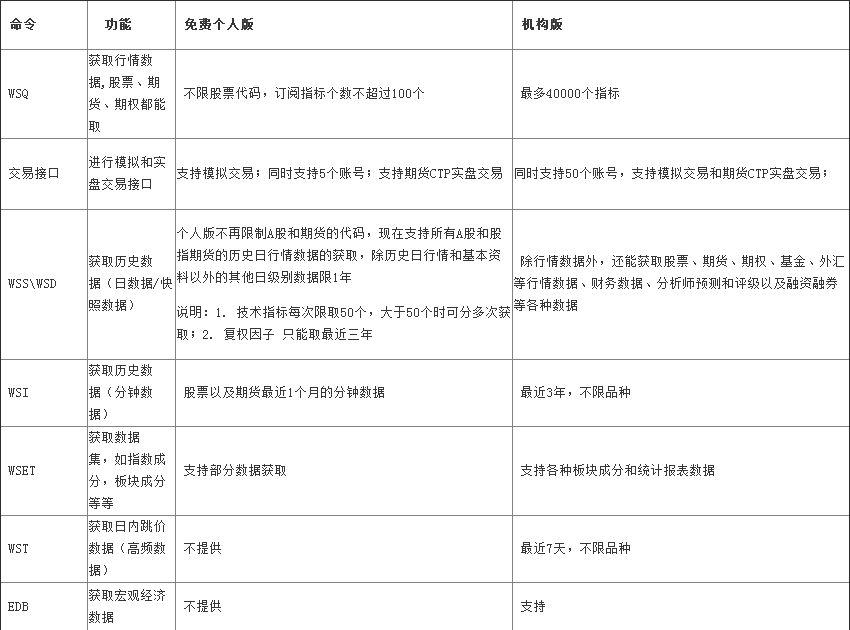 命令
功能
免费个人版
机构版
WSQ
获取行情数
据,股票、期
货、期权都能
取
不限股票代码，订阅指标个数不超过100个
最多40000个指标
交易接口
进行模拟和实
盘交易接口
支持模拟交易；同时支持5个账号；支持期货CTP实盘交易
同时支持50个账号，支持模拟交易和期货CTP实盘交易；
WSS\WSD
获取历史数
据（日数据/快
照数据）
个人版不再限制A股和期货的代码，现在支持所有A股和股
指期货的历史日行情数据的获取，除历史日行情和基本资
料以外的其他日级别数据限1年
说明：1. 技术指标每次限取50个，大于50个时可分多次获
取；2. 复权因子 只能取最近三年
除行情数据外，还能获取股票、期货、期权、基金、外汇
等行情数据、财务数据、分析师预测和评级以及融资融券
等各种数据
WSI
获取历史数
据（分钟数
据）
股票以及期货最近1个月的分钟数据
最近3年，不限品种
WSET
获取数据
集，如指数成
分，板块成分
等等
支持部分数据获取
支持各种板块成分和统计报表数据
WST
获取日内跳价
数据（高频数
据）
不提供
最近7天，不限品种
EDB
获取宏观经济
数据
不提供
支持